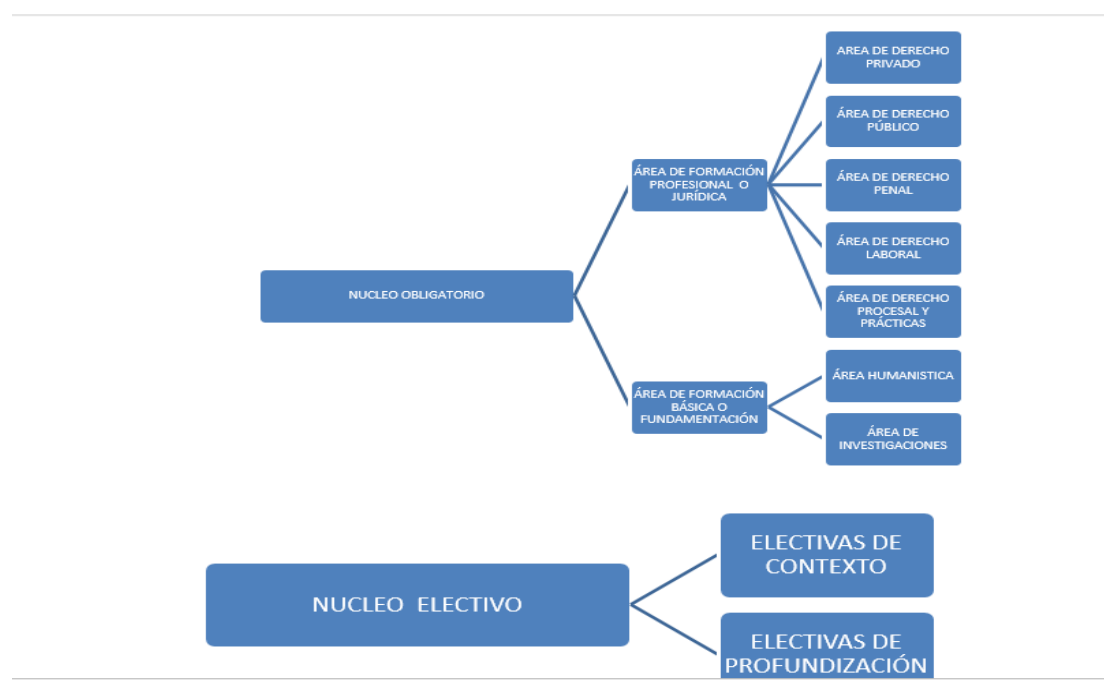 AREA DE DERECHO
PRIVADO
ÁREA DE DERECHO
PÚBLICO
ÁREA DE FORMACIÓN
PROFESIONAL O
JURÍDICA
ÁREA DE DERECHO
PENAL
ÁREA DE DERECHO
LABORAL
NUCLEO OBLIGATORIO
ÁREA DE DERECHO
PROCESAL Y
PRÁCTICAS
ÁREA DE FORMACIÓN
BÁSICA O
FUNDAMENTACIÓN
ÁREA HUMANISTICA
ÁREA DE
INVESTIGACIONES
NUCLEO ELECTIVO
ELECTIVAS DE
CONTEXTO
ELECTIVAS DE
PROFUNDIZACIÓN